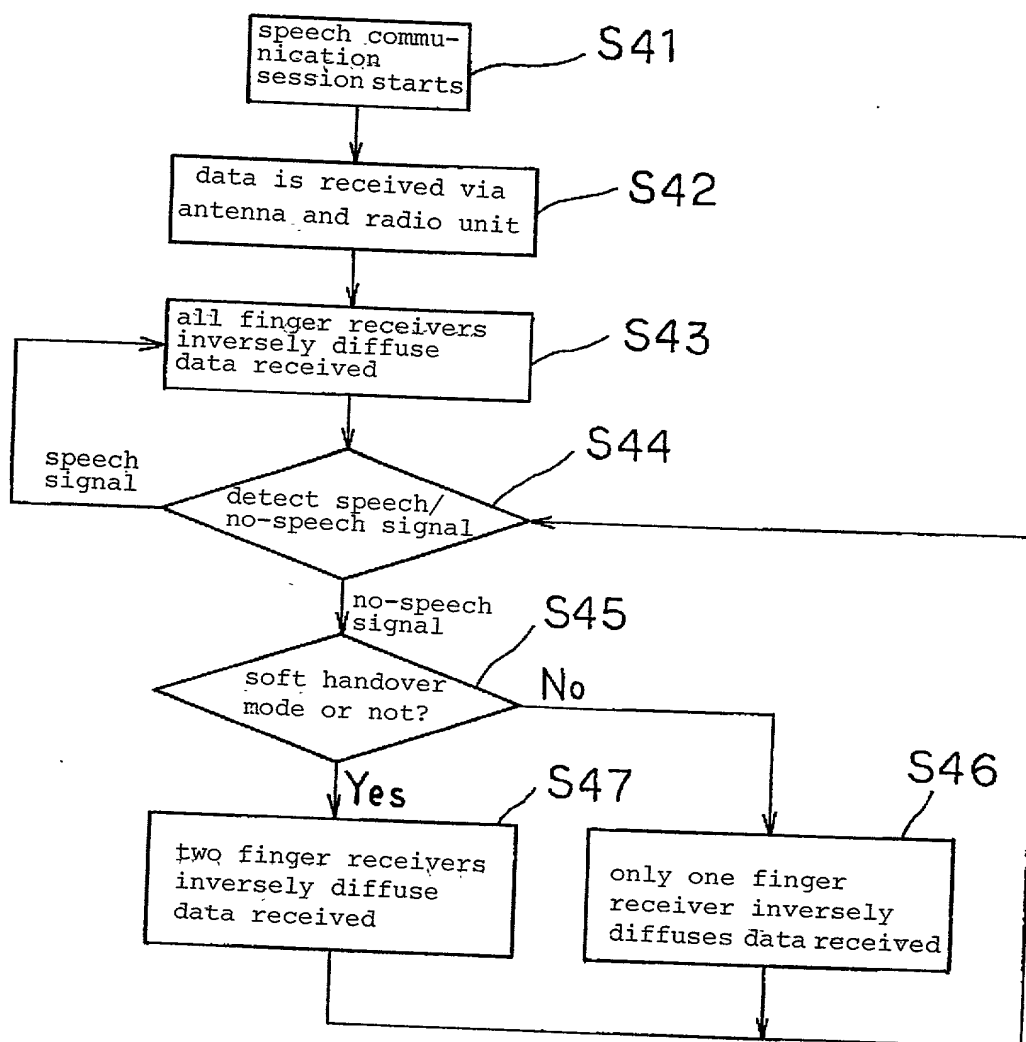 speech commu-
nication
session starts
S41
data is received via
antenna and radio unit
S42
all finger receivers
inversely diffuse
data received
S43
speech
signal
detect speech/
no-speech signal
S44
no-speech
signal
soft handover
mode or not?
S45
No
Yes
two finger receivers
inversely diffuse
data received
S47
only one finger
receiver inversely
diffuses data received
S46